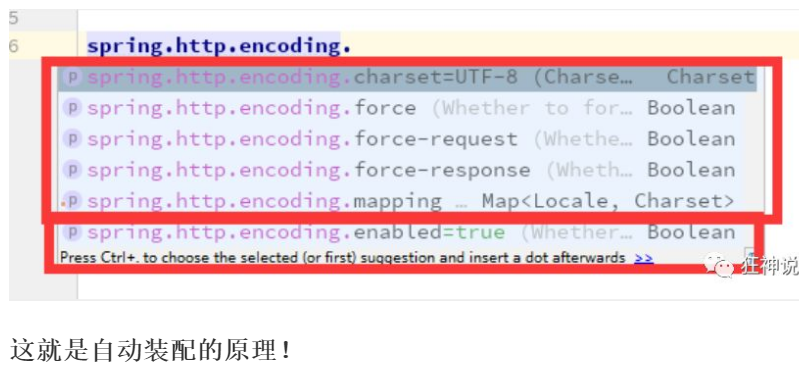 5
6 spring.http.encoding.
p spring.http.encoding.charset=UTF-8 (Charse… Charset
p spring.http.encoding.force (Whether to for… Boolean
p spring.http.encoding.force-request (Whethe… Boolean
p spring.http.encoding.force-response (Wheth… Boolean
p spring.http.encoding.mapping … Map<Locale, Charset>
p spring.http.encoding.enabled=true (Whether… Boolean
Press Ctrl+. to choose the selected (or first) suggestion and insert a dot afterwards >>
狂神说
这就是自动装配的原理！